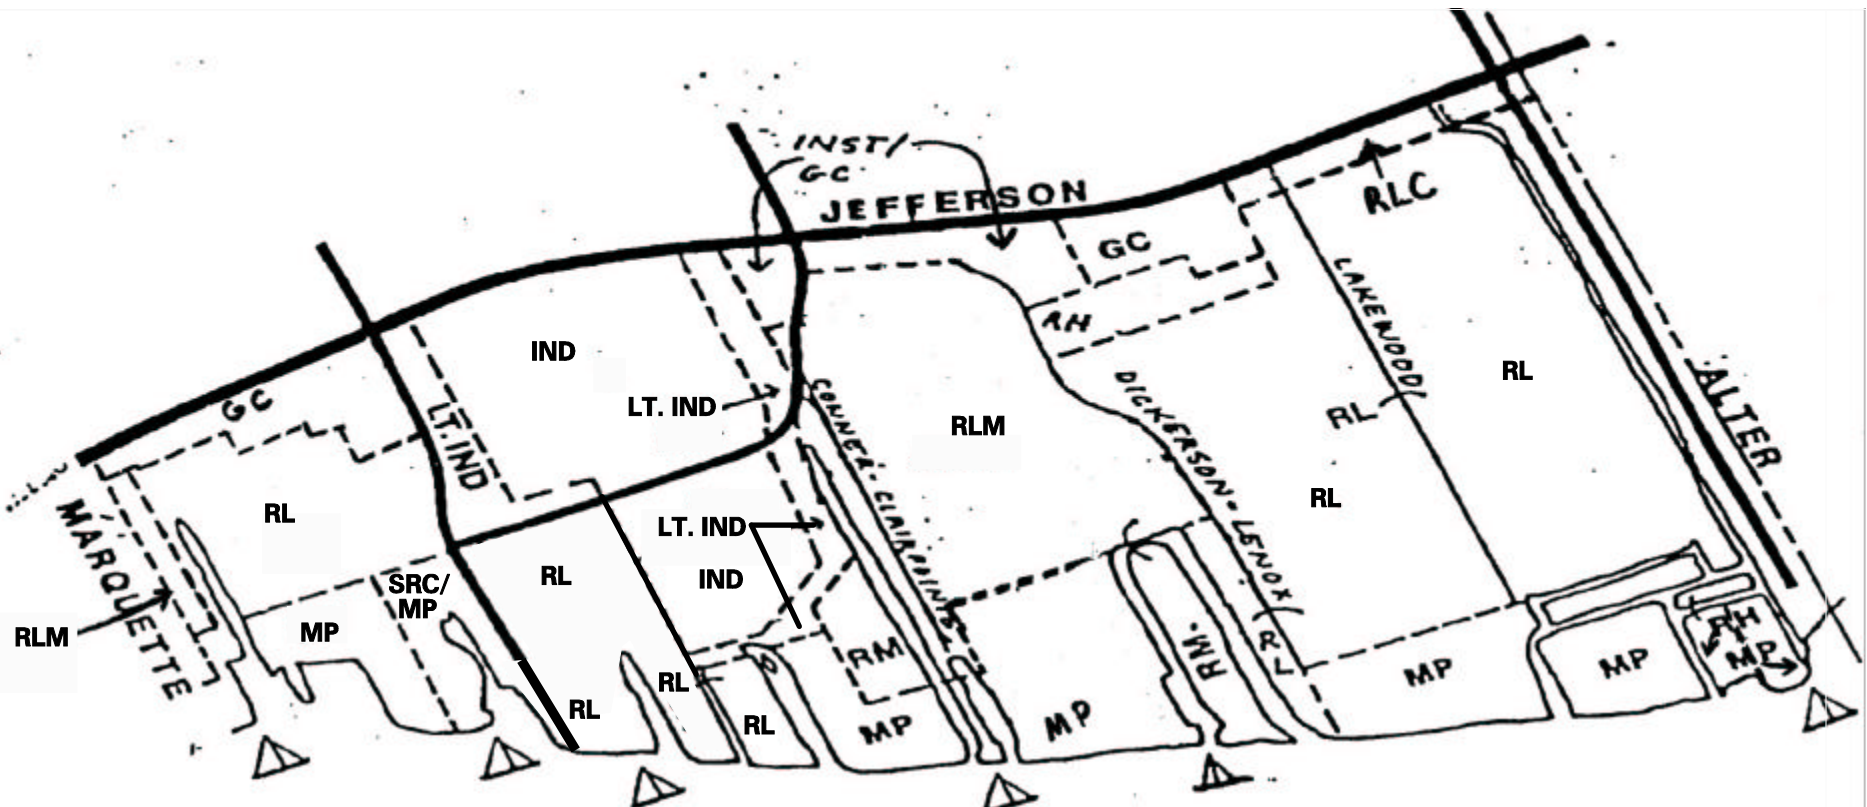 INST/
GC
JEFFERSON
RLC
GC
GC
IND
LT. IND
LT. IND
RH
LAKEWOOD
RL
RL
ALTER
DICKERSON-LENOX
RLM
CONNER-CLAIRPOINTE
RL
RL
MARQUETTE
RL
LT. IND
IND
RL
SRC/
MP
RLM
MP
RM
RM
RL
RH
MP
MP
MP
RL
RL
RL
MP
MP